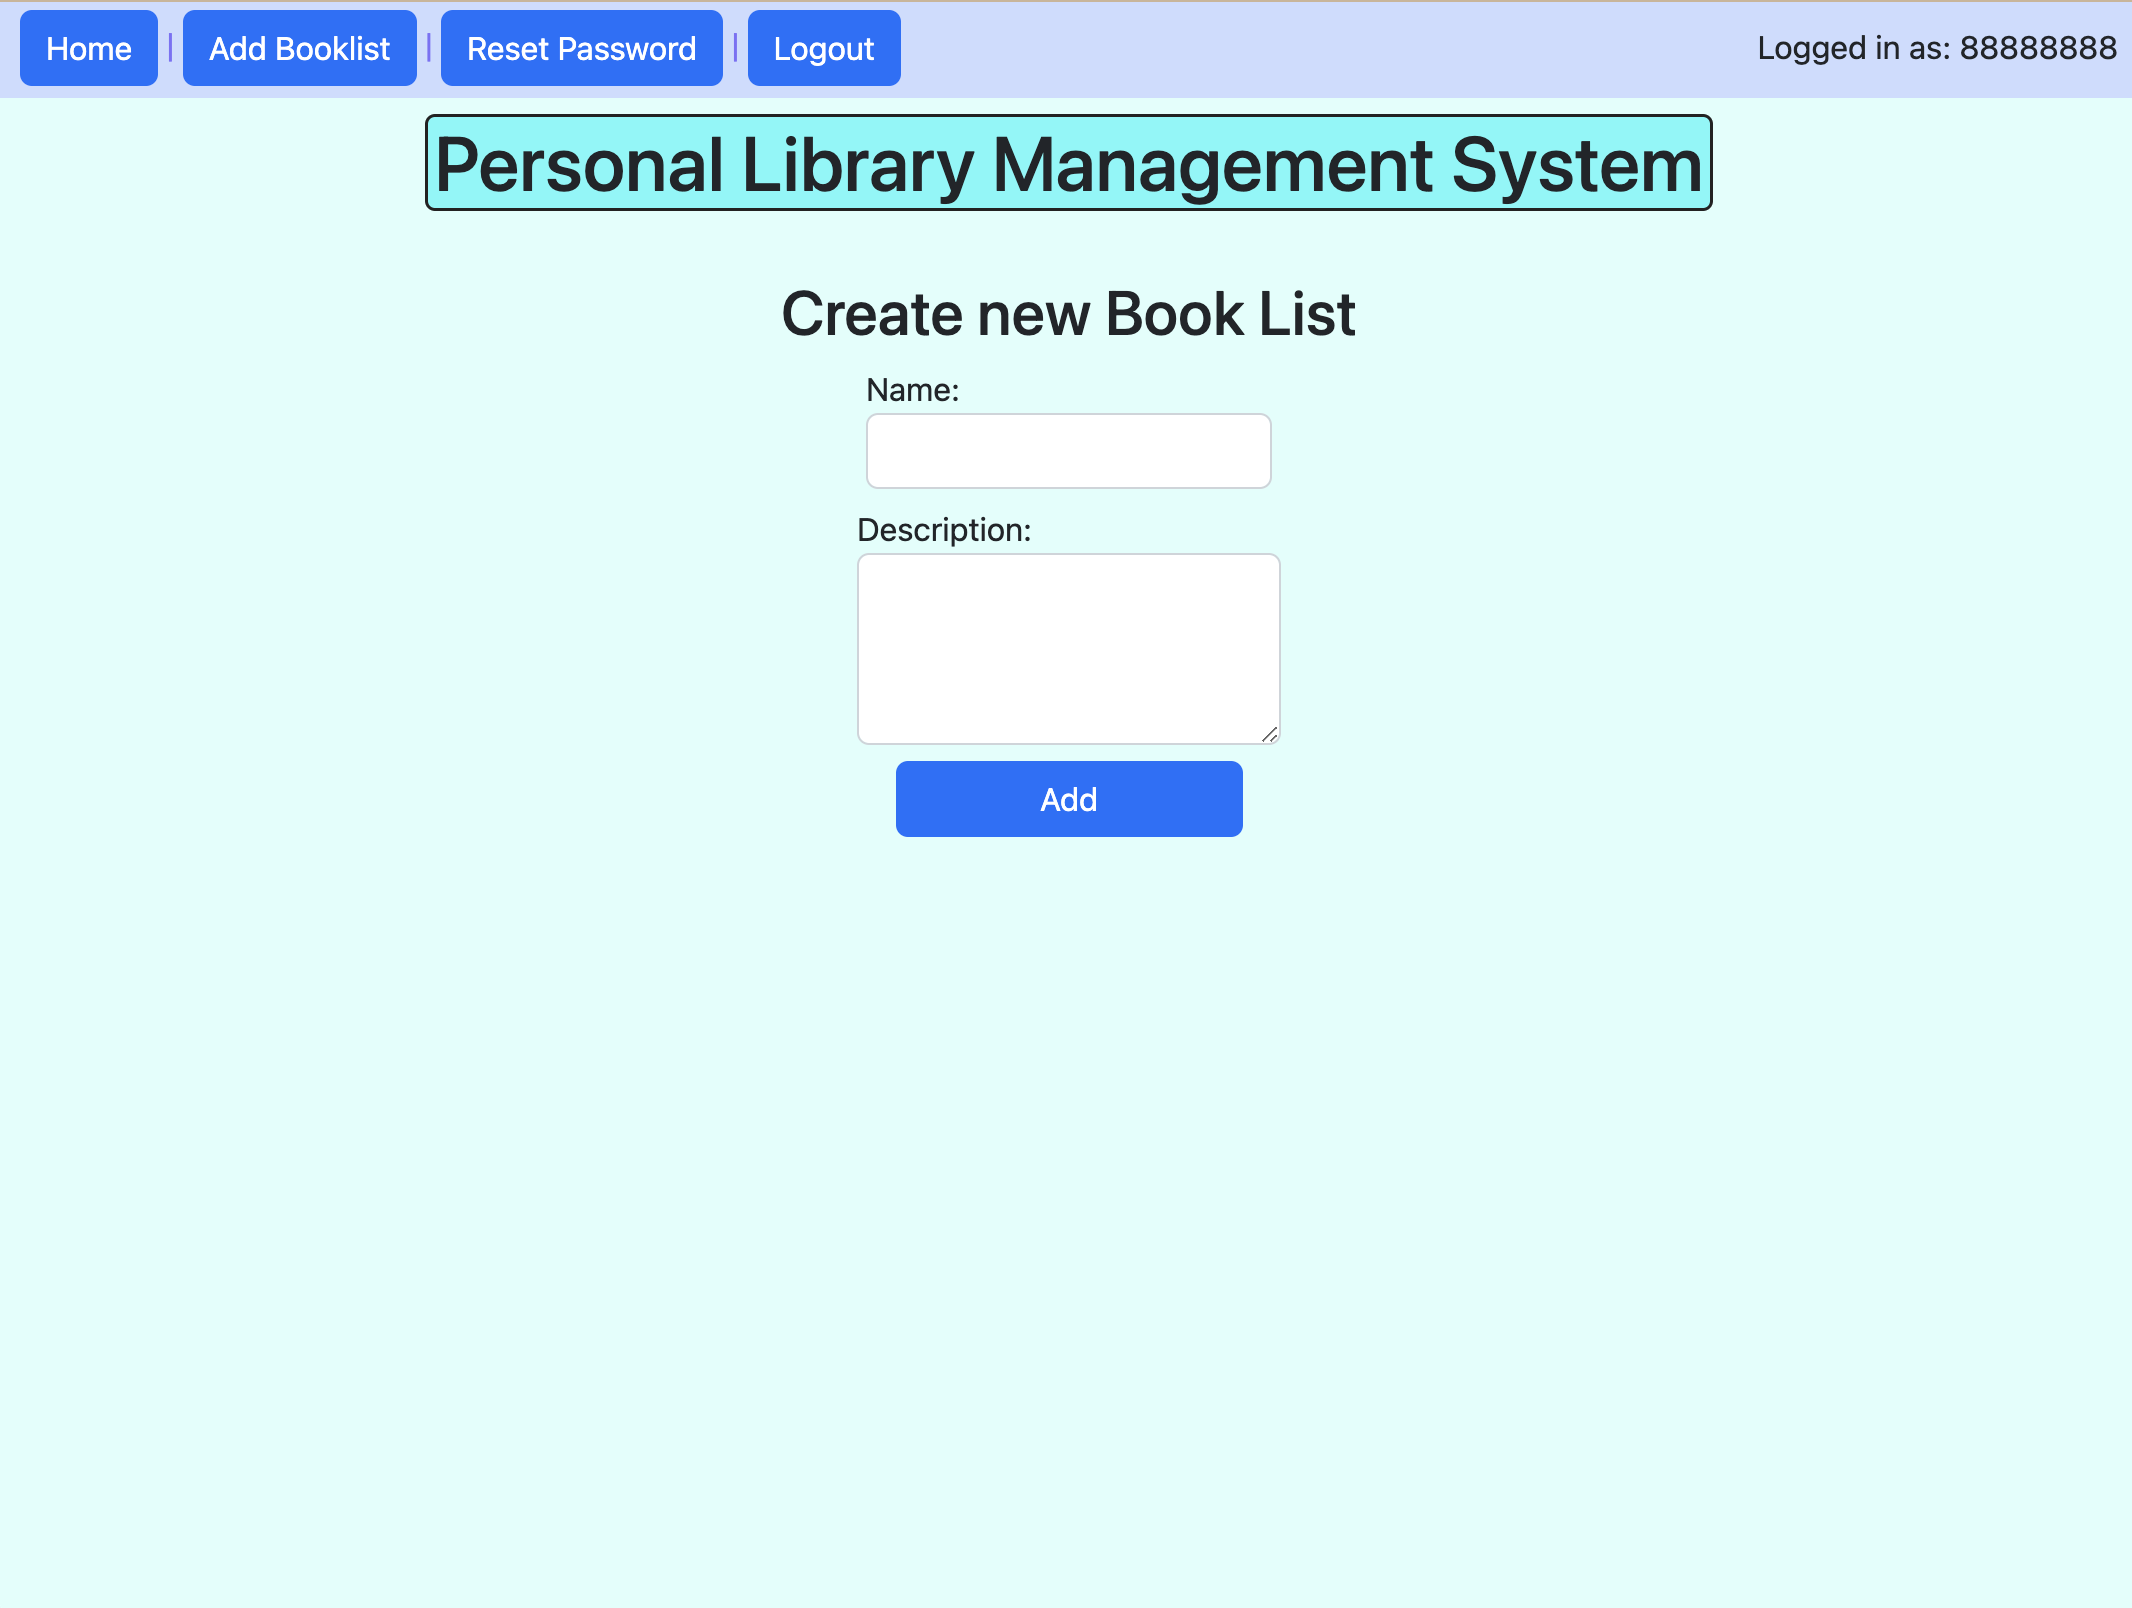 Home | Add Booklist | Reset Password | Logout Logged in as: 88888888
Personal Library Management System
Create new Book List
Name:
Description:
Add